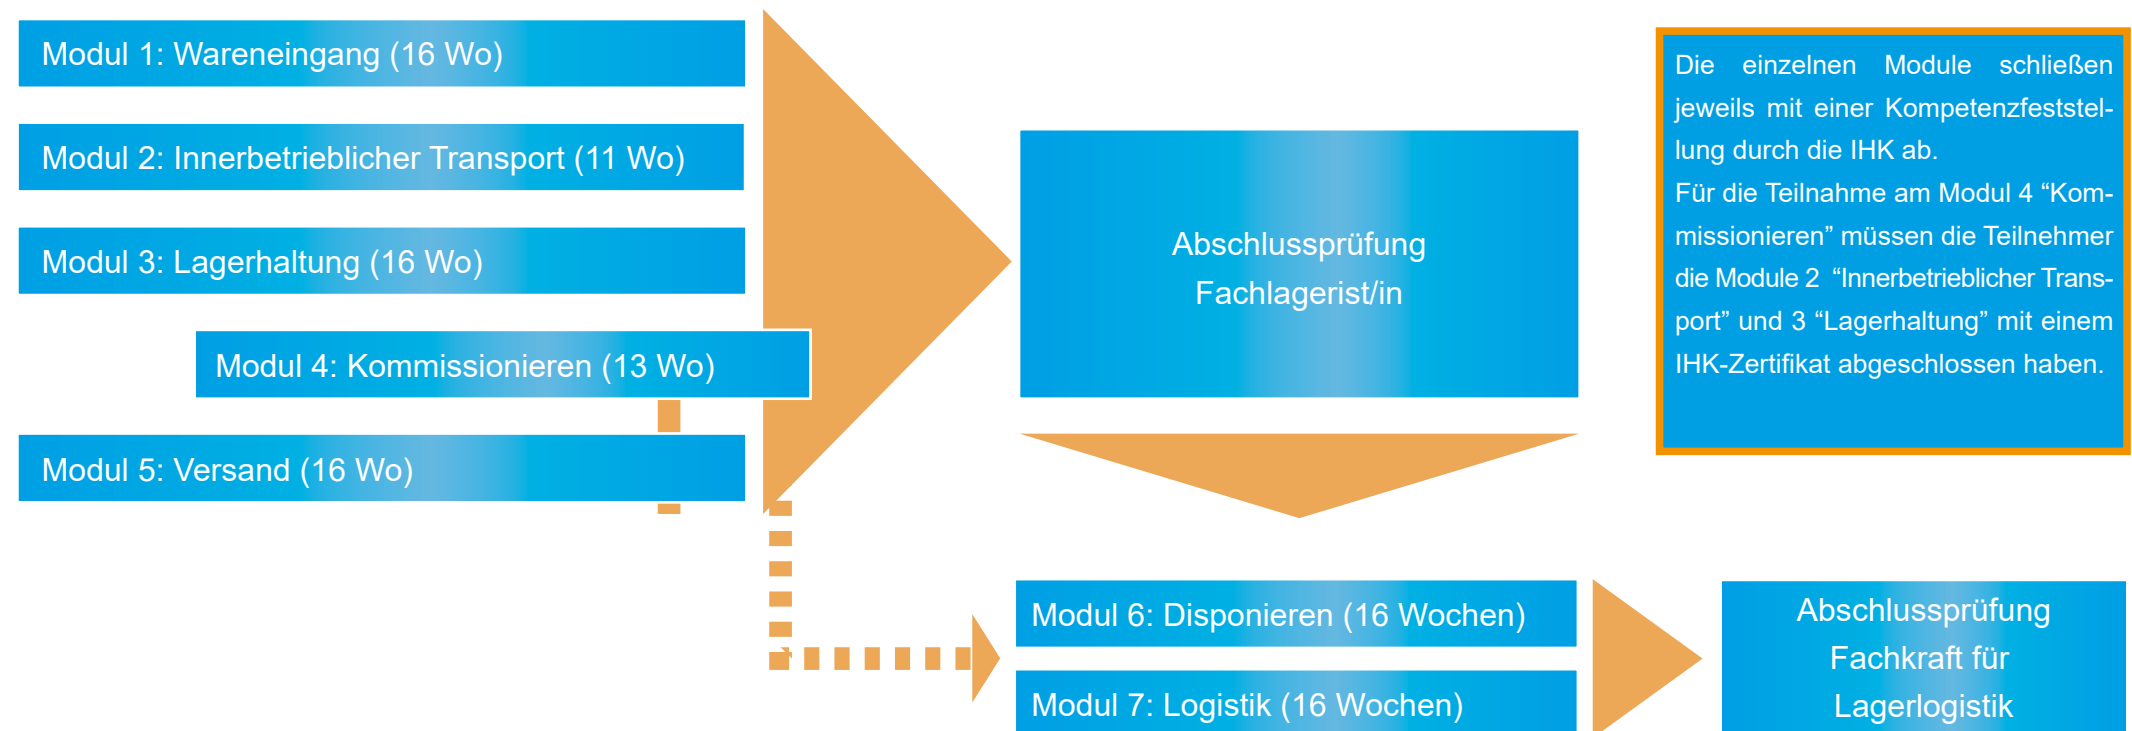 Modul 1: Wareneingang (16 Wo)
Modul 2: Innerbetrieblicher Transport (11 Wo)
Modul 3: Lagerhaltung (16 Wo)
Modul 4: Kommissionieren (13 Wo)
Modul 5: Versand (16 Wo)
Abschlussprüfung
Fachlagerist/in
Die einzelnen Module schließen
jeweils mit einer Kompetenzfeststel-
lung durch die IHK ab.
Für die Teilnahme am Modul 4 “Kom-
missionieren” müssen die Teilnehmer
die Module 2 “Innerbetrieblicher Trans-
port” und 3 “Lagerhaltung” mit einem
IHK-Zertifikat abgeschlossen haben.
Modul 6: Disponieren (16 Wochen)
Modul 7: Logistik (16 Wochen)
Abschlussprüfung
Fachkraft für
Lagerlogistik